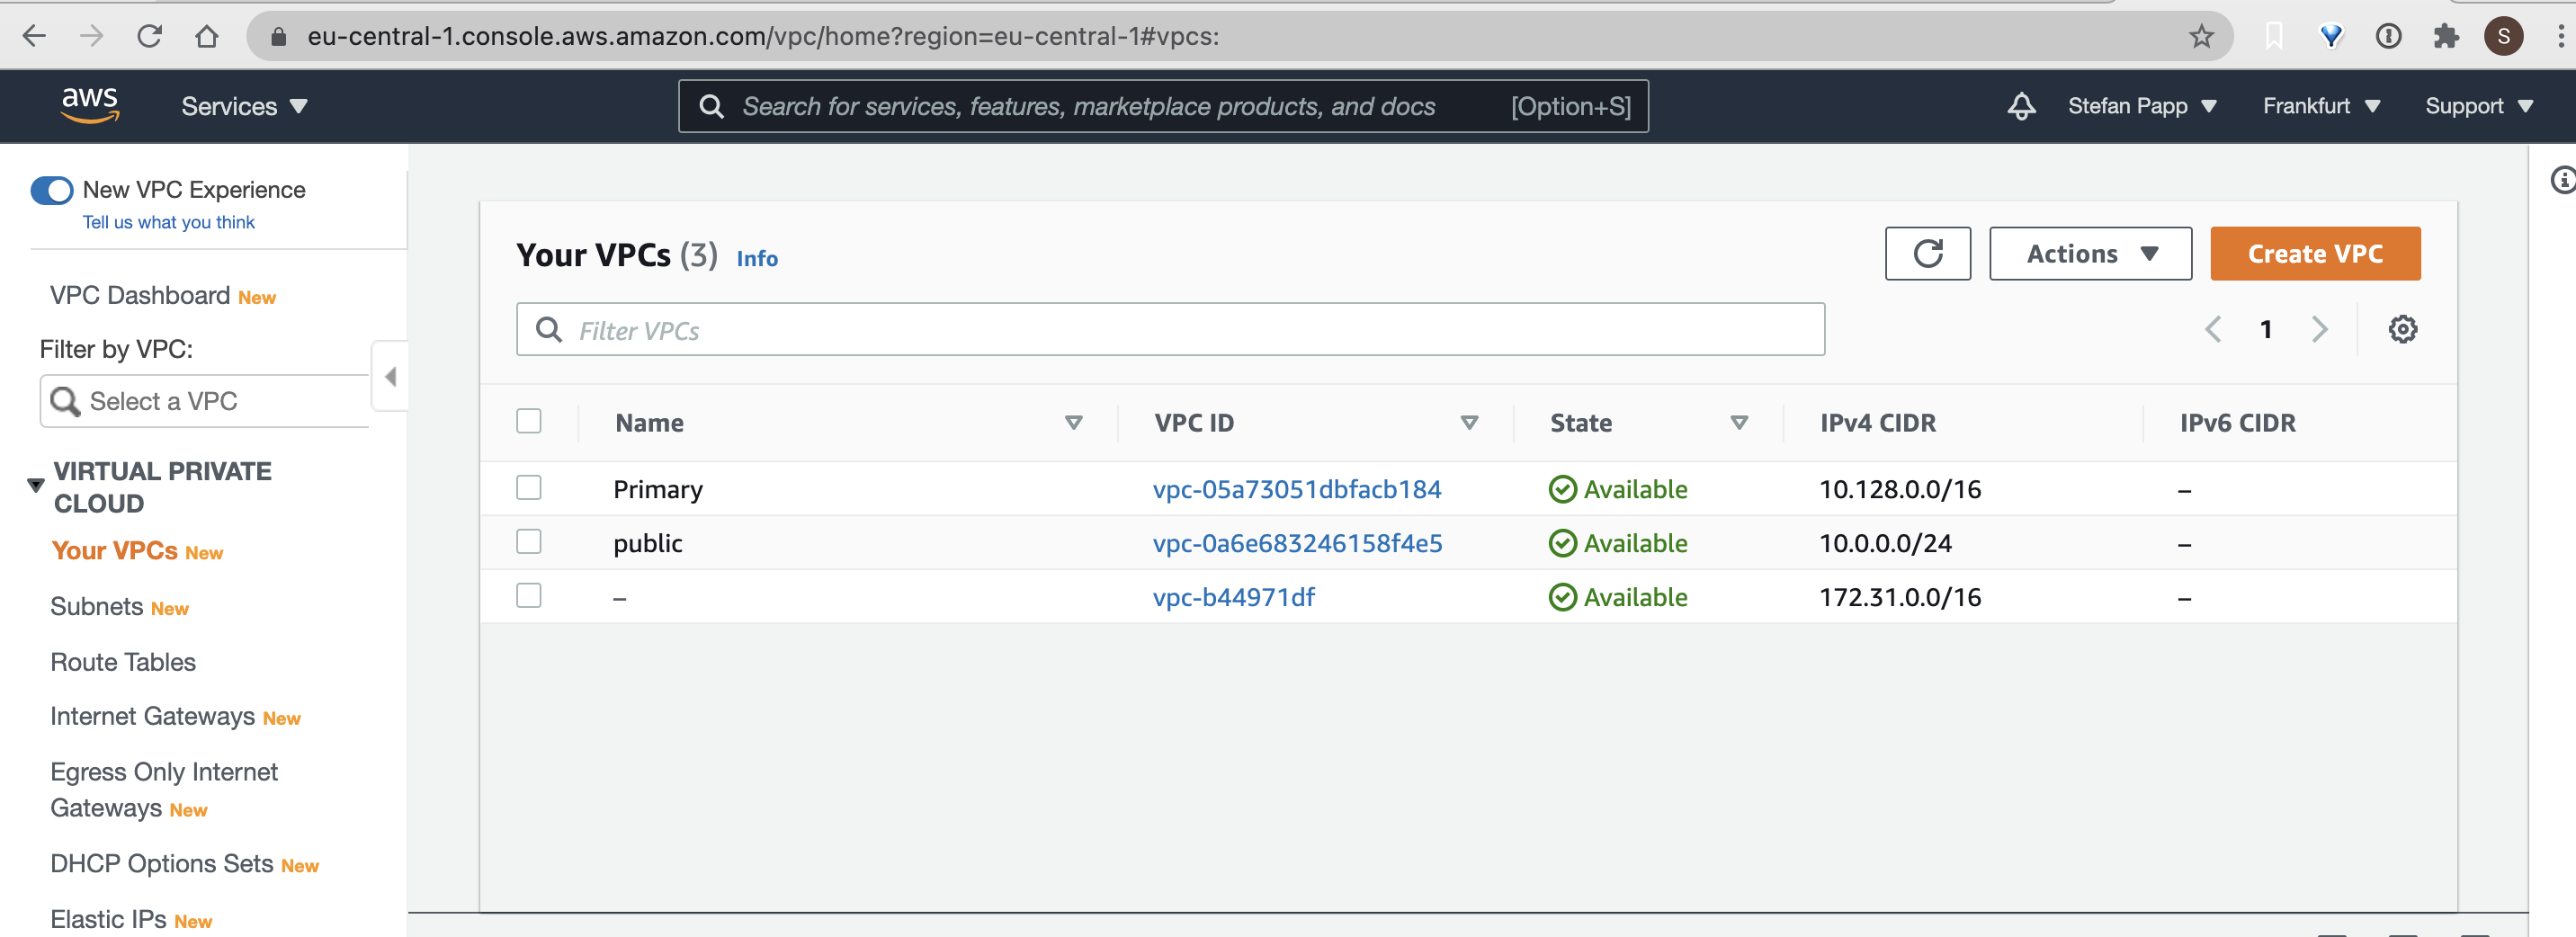 eu-central-1.console.aws.amazon.com/vpc/home?region=eu-central-1#vpcs:
S
aws
Services
Search for services, features, marketplace products, and docs [Option+S]
Stefan Papp
Frankfurt
Support
New VPC Experience
Tell us what you think
VPC Dashboard New
Filter by VPC:
Select a VPC
VIRTUAL PRIVATE
CLOUD
Your VPCs New
Subnets New
Route Tables
Internet Gateways New
Egress Only Internet
Gateways New
DHCP Options Sets New
Elastic IPs New
Your VPCs (3) Info
Actions
Create VPC
Filter VPCs
1
Name VPC ID State IPv4 CIDR IPv6 CIDR
Primary vpc-05a73051dbfacb184 Available 10.128.0.0/16 –
public vpc-0a6e683246158f4e5 Available 10.0.0.0/24 –
– vpc-b44971df Available 172.31.0.0/16 –